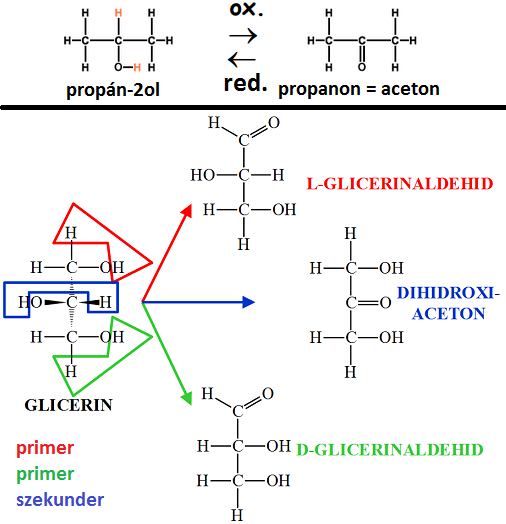 ox.
H H H
H C C C H
H O H H
propán-2ol
red.
H H
H C C C H
H O H
propanon = aceton
H O
C
HO C H
H C OH
H
L-GLICERINALDEHID
H
H C OH
HO C H
H C OH
H
GLICERIN
H
H C OH
C O
H C OH
H
DIHIDROXI-
ACETON
H O
C
H C OH
H C OH
H
D-GLICERINALDEHID
primer
primer
szekunder